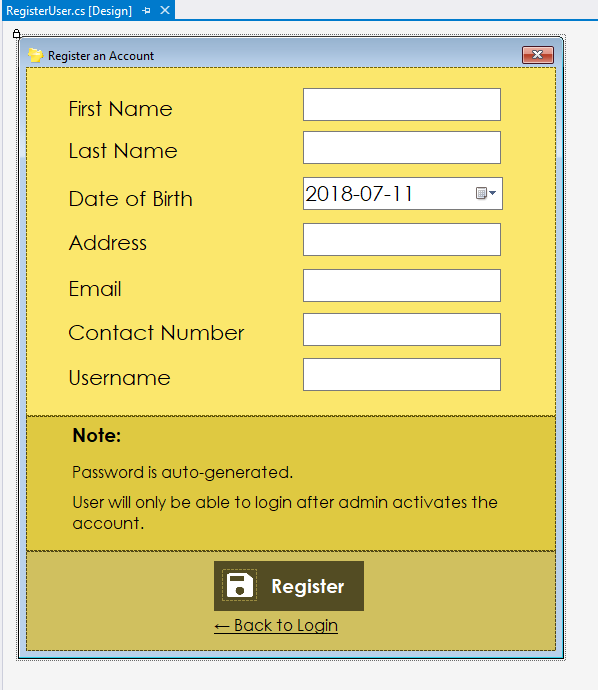 RegisterUser.cs [Design]
Register an Account
First Name
Last Name
Date of Birth 2018-07-11
Address
Email
Contact Number
Username
Note:
Password is auto-generated.
User will only be able to login after admin activates the
account.
Register
← Back to Login